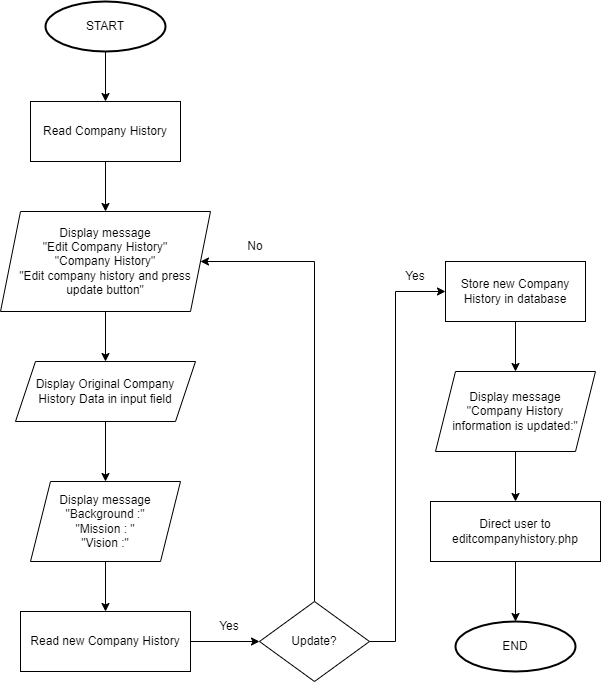 START
Read Company History
Display message
"Edit Company History"
"Company History"
"Edit company history and press
update button"
No
Display Original Company
History Data in input field
Display message
"Background :"
"Mission : "
"Vision :"
Read new Company History
Yes
Update?
Yes
Store new Company
History in database
Display message
"Company History
information is updated:"
Direct user to
editcompanyhistory.php
END